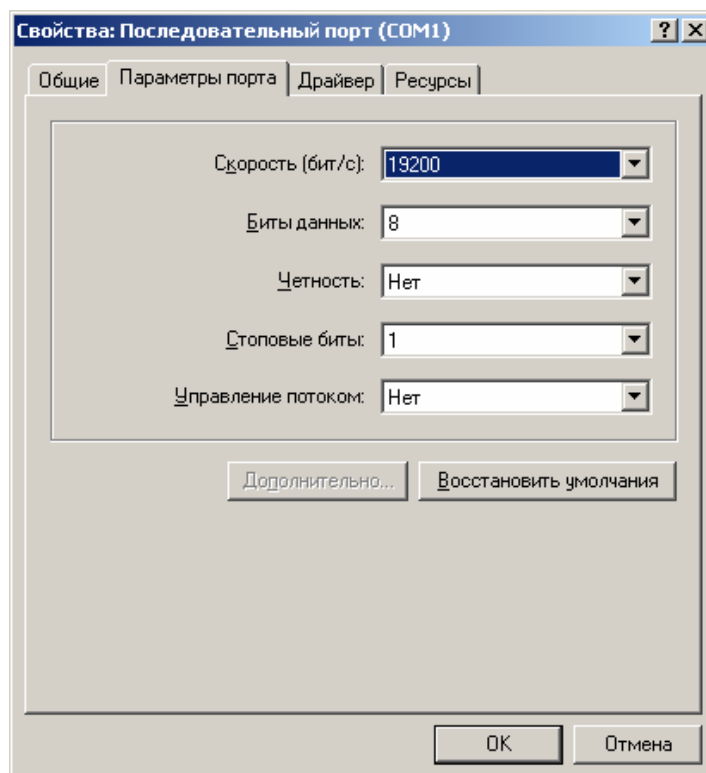 Свойства: Последовательный порт (COM1) ? ×
Общие Параметры порта Драйвер Ресурсы
Скорость (бит/с): 19200
Биты данных: 8
Четность: Нет
Стоповые биты: 1
Управление потоком: Нет
Дополнительно... Восстановить умолчания
OK Отмена